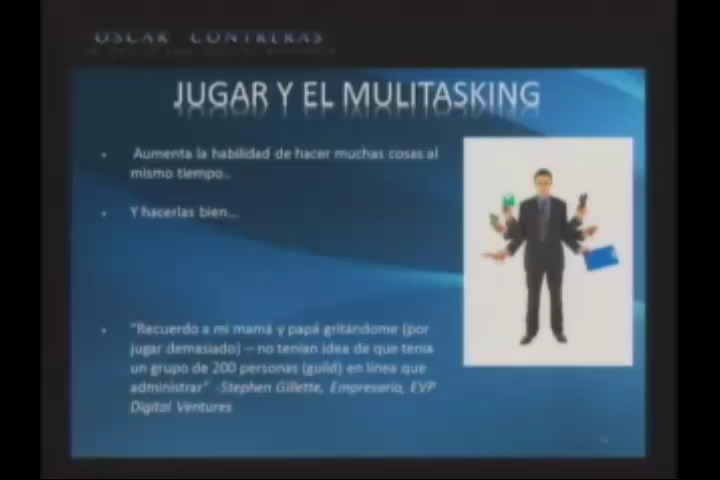 OSCAR CONTRERAS
JUGAR Y EL MULITASKING
Aumenta la habilidad de hacer muchas cosas al
mismo tiempo..
Y hacerlas bien...
"Recuerdo a mi mamá y papá gritándome (por
jugar demasiado) – no tenían idea de que tenía
un grupo de 200 personas (guild) en línea que
administrar" -Stephen Gillette, Empresario, EVP
Digital Ventures